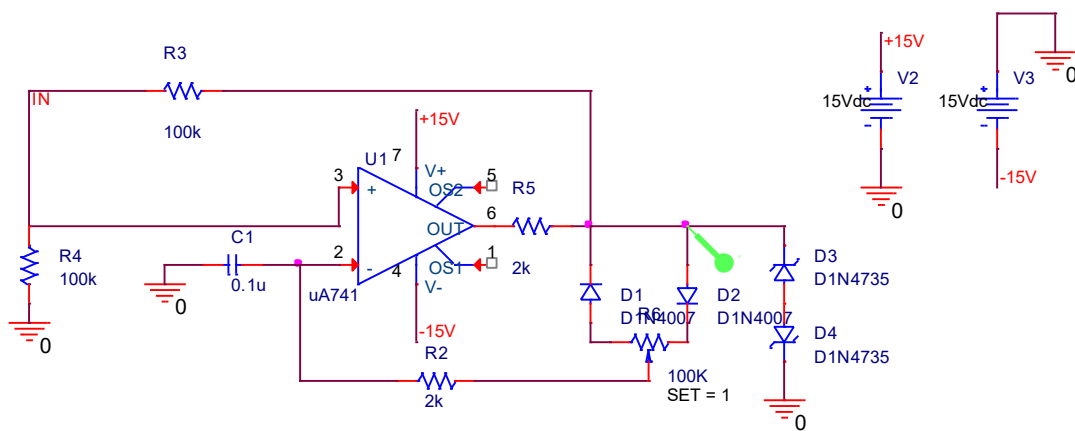 R3
100k
IN
+15V
V2
15Vdc
+
-
0
V3
15Vdc
+
-
0
-15V
+15V
U1
7
3
+
V+
5
OS2
R5
OUT
6
2k
2
-
4
OS1
1
V-
uA741
-15V
R4
100k
0
C1
0.1u
0
D1
D1N4007
D2
D1N4007
R6
100K
SET = 1
D3
D1N4735
D4
D1N4735
0
R2
2k